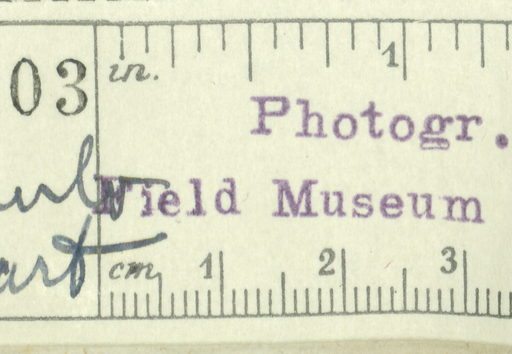 03
in. 1
Photogr.
Field Museum
cm. 1 2 3